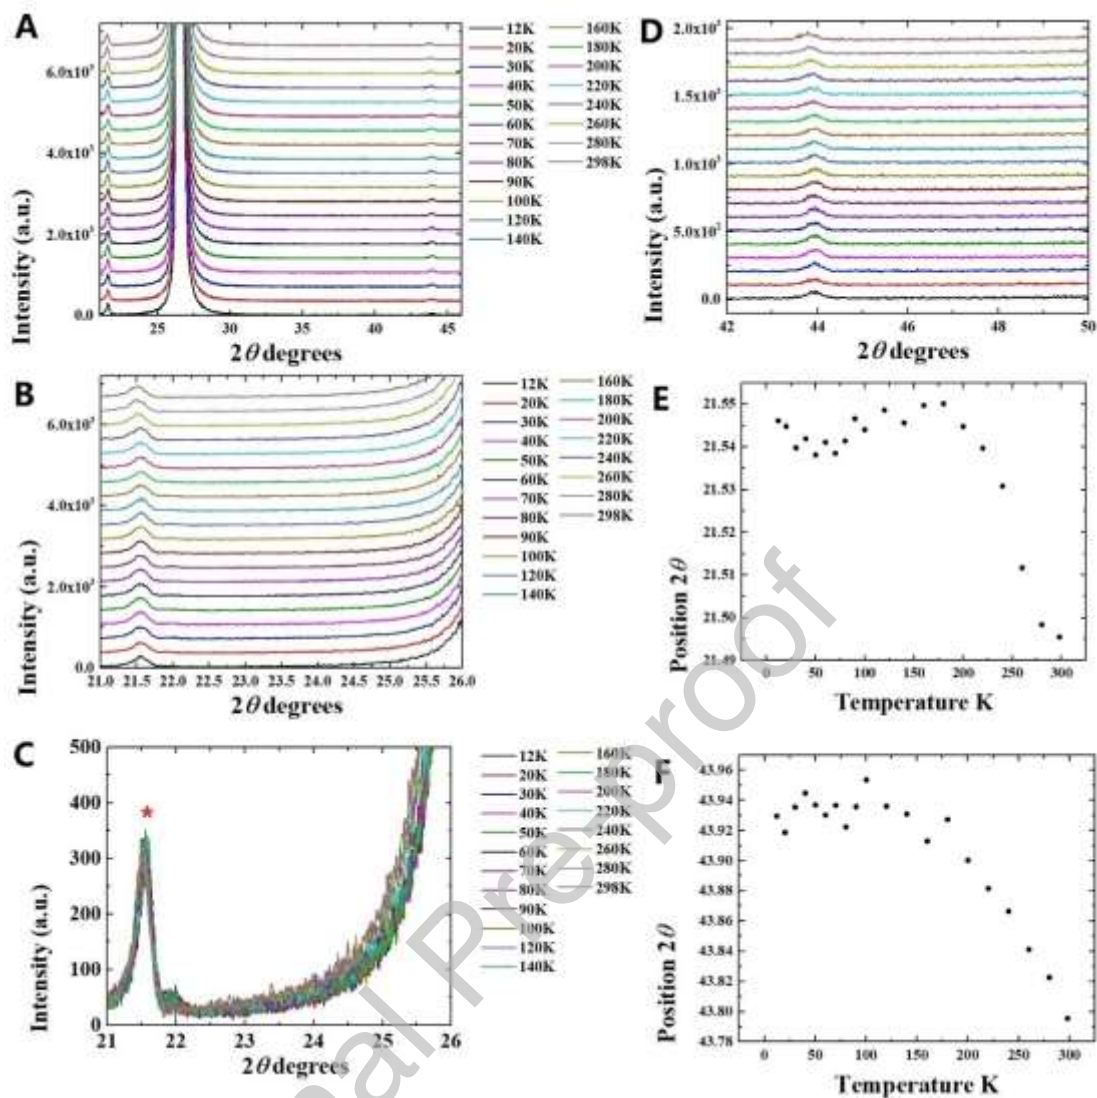 A
6.0x10³
4.0x10³
2.0x10³
0.0
Intensity (a.u.)
25 30 35 40 45
2θ degrees
12K
20K
30K
40K
50K
60K
70K
80K
90K
100K
120K
140K
160K
180K
200K
220K
240K
260K
280K
298K
D
2.0x10³
1.5x10³
1.0x10³
5.0x10²
0.0
Intensity (a.u.)
42 44 46 48 50
2θ degrees
B
6.0x10³
4.0x10³
2.0x10³
0.0
Intensity (a.u.)
21.0 21.5 22.0 22.5 23.0 23.5 24.0 24.5 25.0 25.5 26.0
2θ degrees
12K
20K
30K
40K
50K
60K
70K
80K
90K
100K
120K
140K
160K
180K
200K
220K
240K
260K
280K
298K
E
21.55
21.54
21.53
21.52
21.51
21.50
21.49
Position 2θ
0 50 100 150 200 250 300
Temperature K
C
500
400
300
200
100
0
*
Intensity (a.u.)
21 22 23 24 25 26
2θ degrees
12K
20K
30K
40K
50K
60K
70K
80K
90K
100K
120K
140K
160K
180K
200K
220K
240K
260K
280K
298K
F
43.96
43.94
43.92
43.90
43.88
43.86
43.84
43.82
43.80
43.78
Position 2θ
0 50 100 150 200 250 300
Temperature K
nal Pre-proof